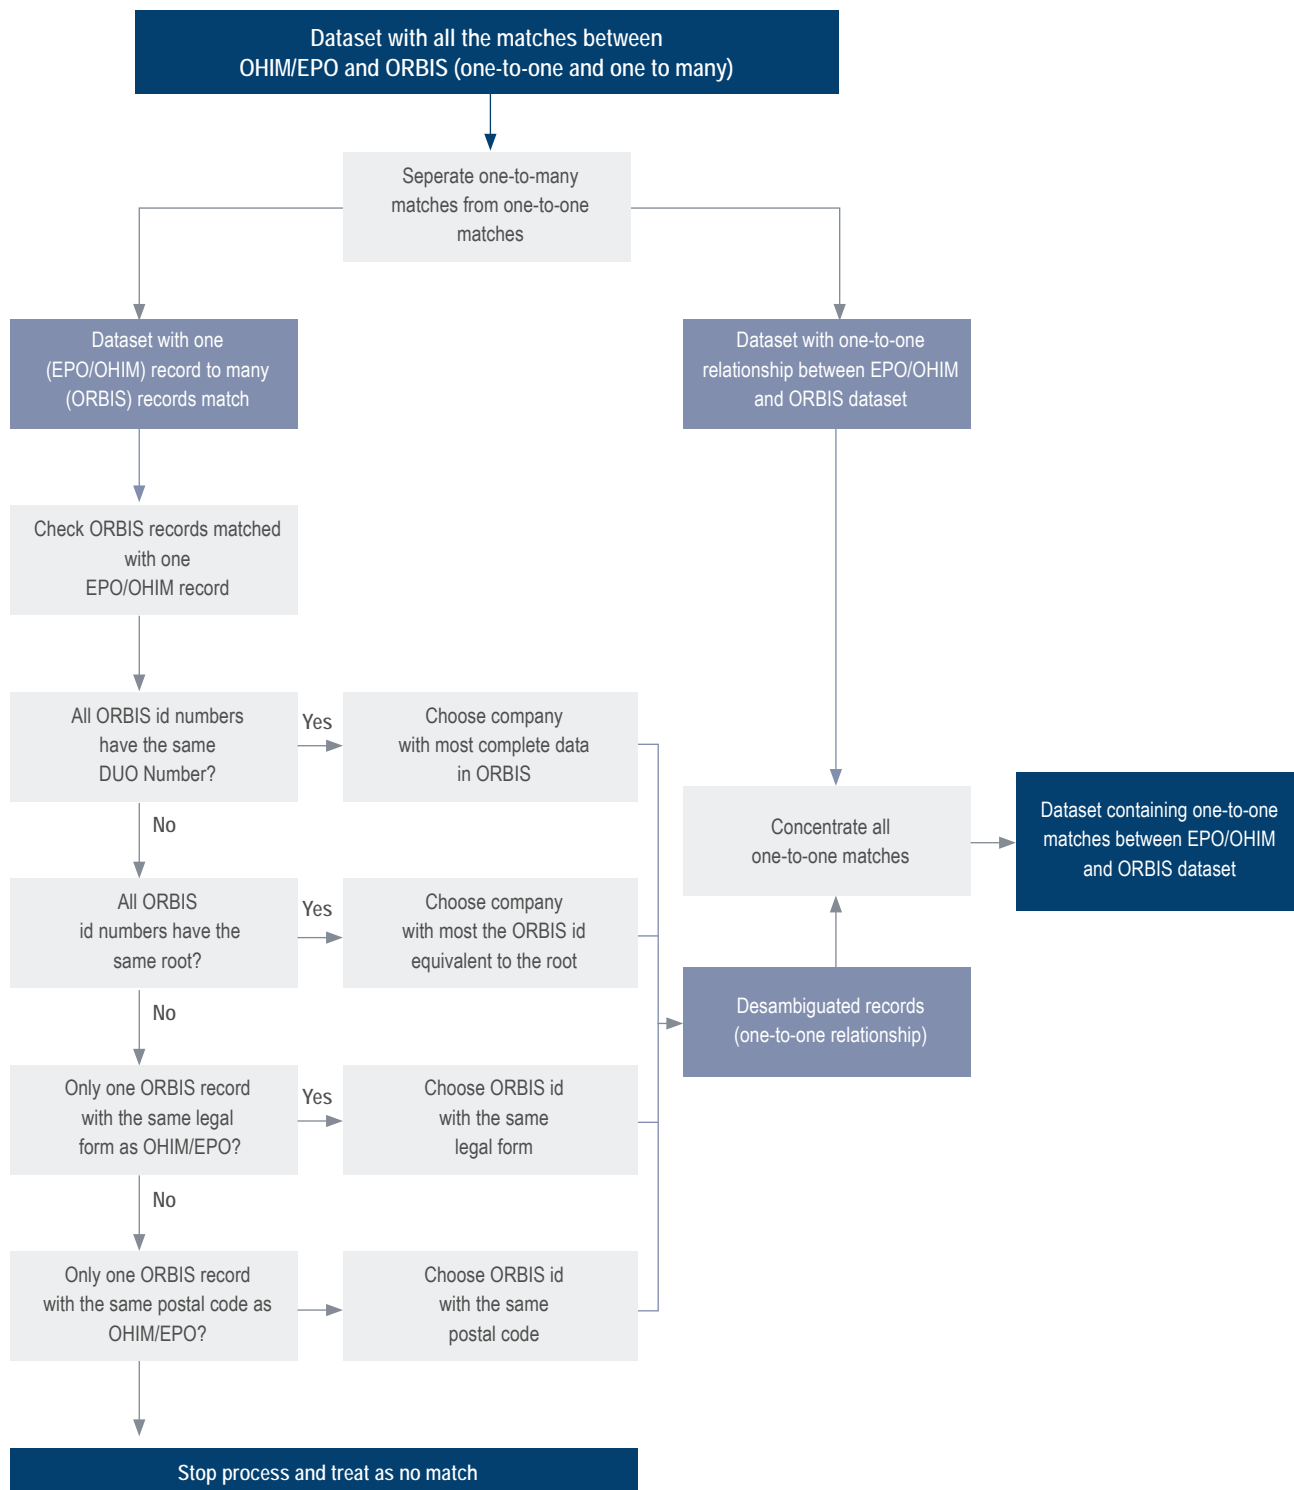 Dataset with all the matches between
OHIM/EPO and ORBIS (one-to-one and one to many)
Seperate one-to-many
matches from one-to-one
matches
Dataset with one
(EPO/OHIM) record to many
(ORBIS) records match
Dataset with one-to-one
relationship between EPO/OHIM
and ORBIS dataset
Check ORBIS records matched
with one
EPO/OHIM record
All ORBIS id numbers
have the same
DUO Number?
Yes
Choose company
with most complete data
in ORBIS
No
Concentrate all
one-to-one matches
Dataset containing one-to-one
matches between EPO/OHIM
and ORBIS dataset
All ORBIS
id numbers have the
same root?
Yes
Choose company
with most the ORBIS id
equivalent to the root
No
Desambiguated records
(one-to-one relationship)
Only one ORBIS record
with the same legal
form as OHIM/EPO?
Yes
Choose ORBIS id
with the same
legal form
No
Only one ORBIS record
with the same postal code as
OHIM/EPO?
Choose ORBIS id
with the same
postal code
Stop process and treat as no match